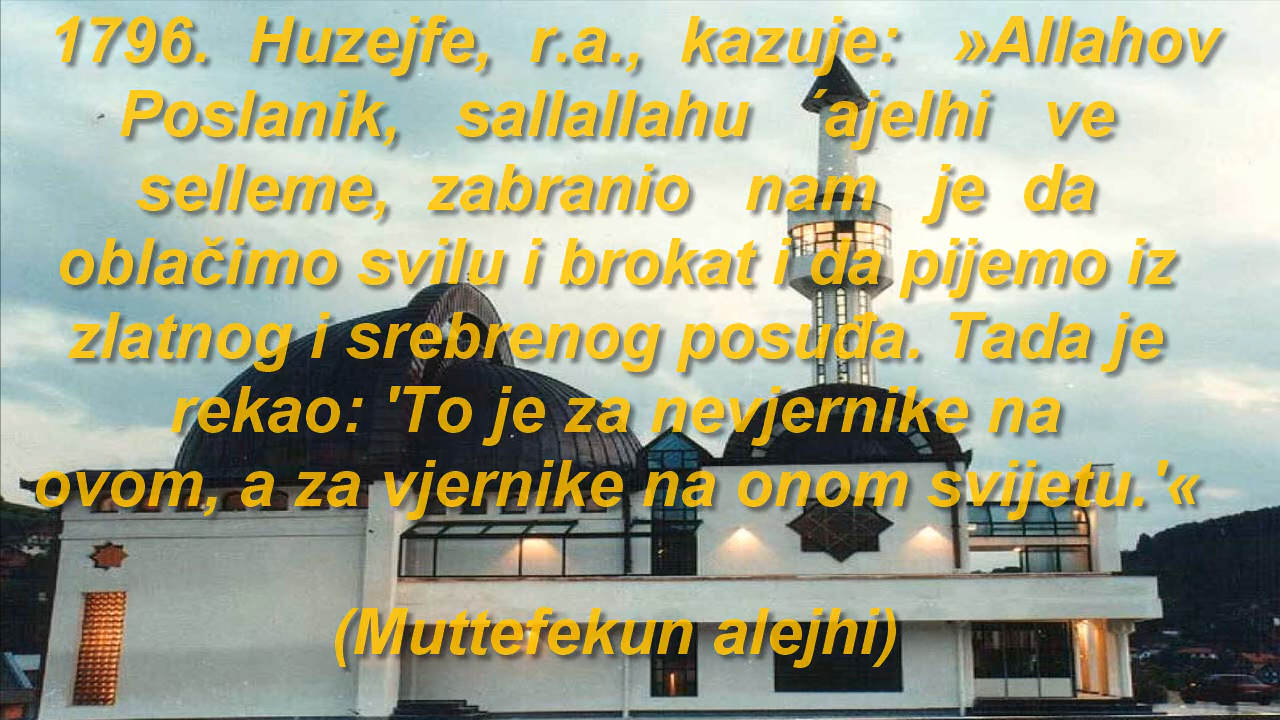 1796. Huzejfe, r.a., kazuje: »Allahov
Poslanik, sallallahu ´ajelhi ve
selleme, zabranio nam je da
oblačimo svilu i brokat i da pijemo iz
zlatnog i srebrenog posuđa. Tada je
rekao: 'To je za nevjernike na
ovom, a za vjernike na onom svijetu.'«
(Muttefekun alejhi)